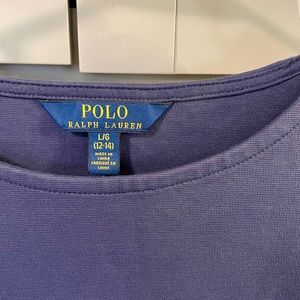 POLO
RALPH LAUREN
L/G
(12-14)
MADE IN
CHINA
FABRIQUÉ EN
CHINE